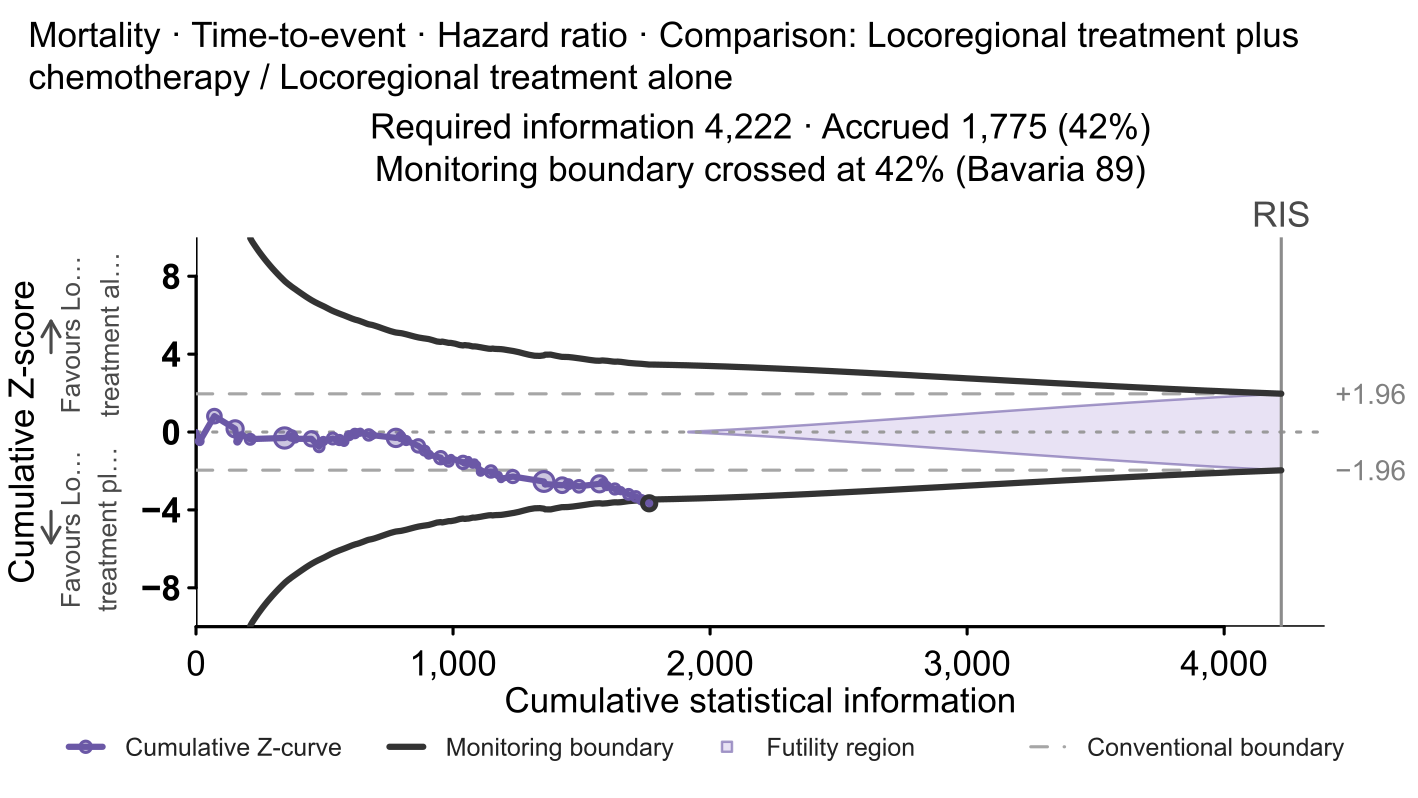 Mortality · Time-to-event · Hazard ratio · Comparison: Locoregional treatment plus
chemotherapy / Locoregional treatment alone
Required information 4,222 · Accrued 1,775 (42%)
Monitoring boundary crossed at 42% (Bavaria 89)
RIS
Cumulative Z-score
Favours Lo…
treatment al…
Favours Lo…
treatment pl…
8
4
0
−4
−8
+1.96
−1.96
0 1,000 2,000 3,000 4,000
Cumulative statistical information
Cumulative Z-curve Monitoring boundary Futility region Conventional boundary